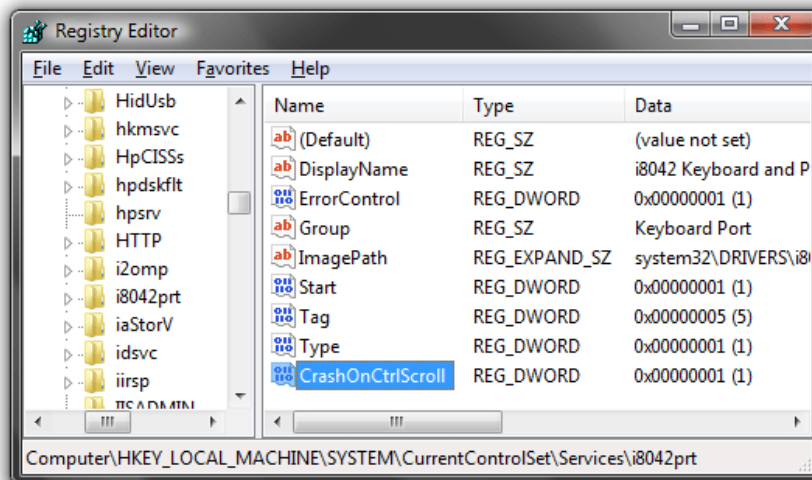 Registry Editor
File Edit View Favorites Help
HidUsb
hkmsvc
HpCISSs
hpdskflt
hpsrv
HTTP
i2omp
i8042prt
iaStorV
idsvc
iirsp
IISADMIN
Name Type Data
(Default) REG_SZ (value not set)
DisplayName REG_SZ i8042 Keyboard and P
ErrorControl REG_DWORD 0x00000001 (1)
Group REG_SZ Keyboard Port
ImagePath REG_EXPAND_SZ system32\DRIVERS\i8
Start REG_DWORD 0x00000001 (1)
Tag REG_DWORD 0x00000005 (5)
Type REG_DWORD 0x00000001 (1)
CrashOnCtrlScroll REG_DWORD 0x00000001 (1)
Computer\HKEY_LOCAL_MACHINE\SYSTEM\CurrentControlSet\Services\i8042prt